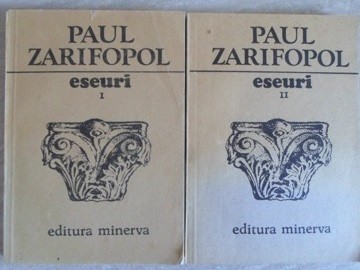 PAUL
ZARIFOPOL
eseuri
I
editura minerva
PAUL
ZARIFOPOL
eseuri
II
editura minerva